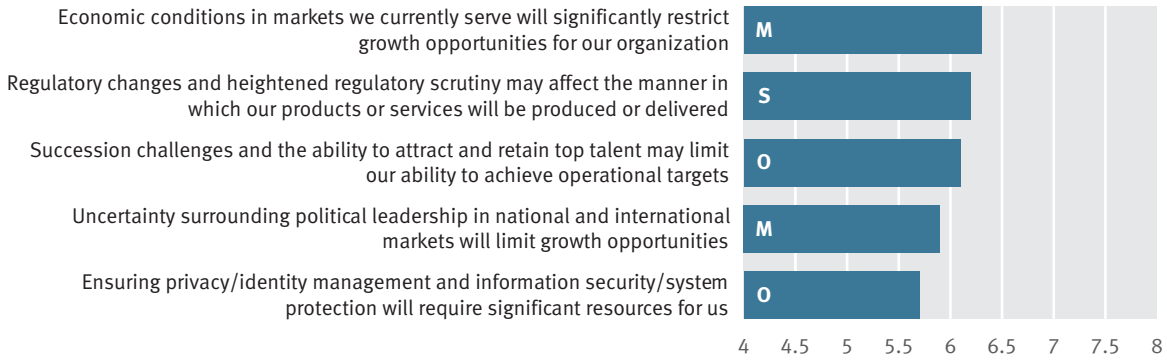 Economic conditions in markets we currently serve will significantly restrict
growth opportunities for our organization
M
Regulatory changes and heightened regulatory scrutiny may affect the manner in
which our products or services will be produced or delivered
S
Succession challenges and the ability to attract and retain top talent may limit
our ability to achieve operational targets
O
Uncertainty surrounding political leadership in national and international
markets will limit growth opportunities
M
Ensuring privacy/identity management and information security/system
protection will require significant resources for us
O
4 4.5 5 5.5 6 6.5 7 7.5 8